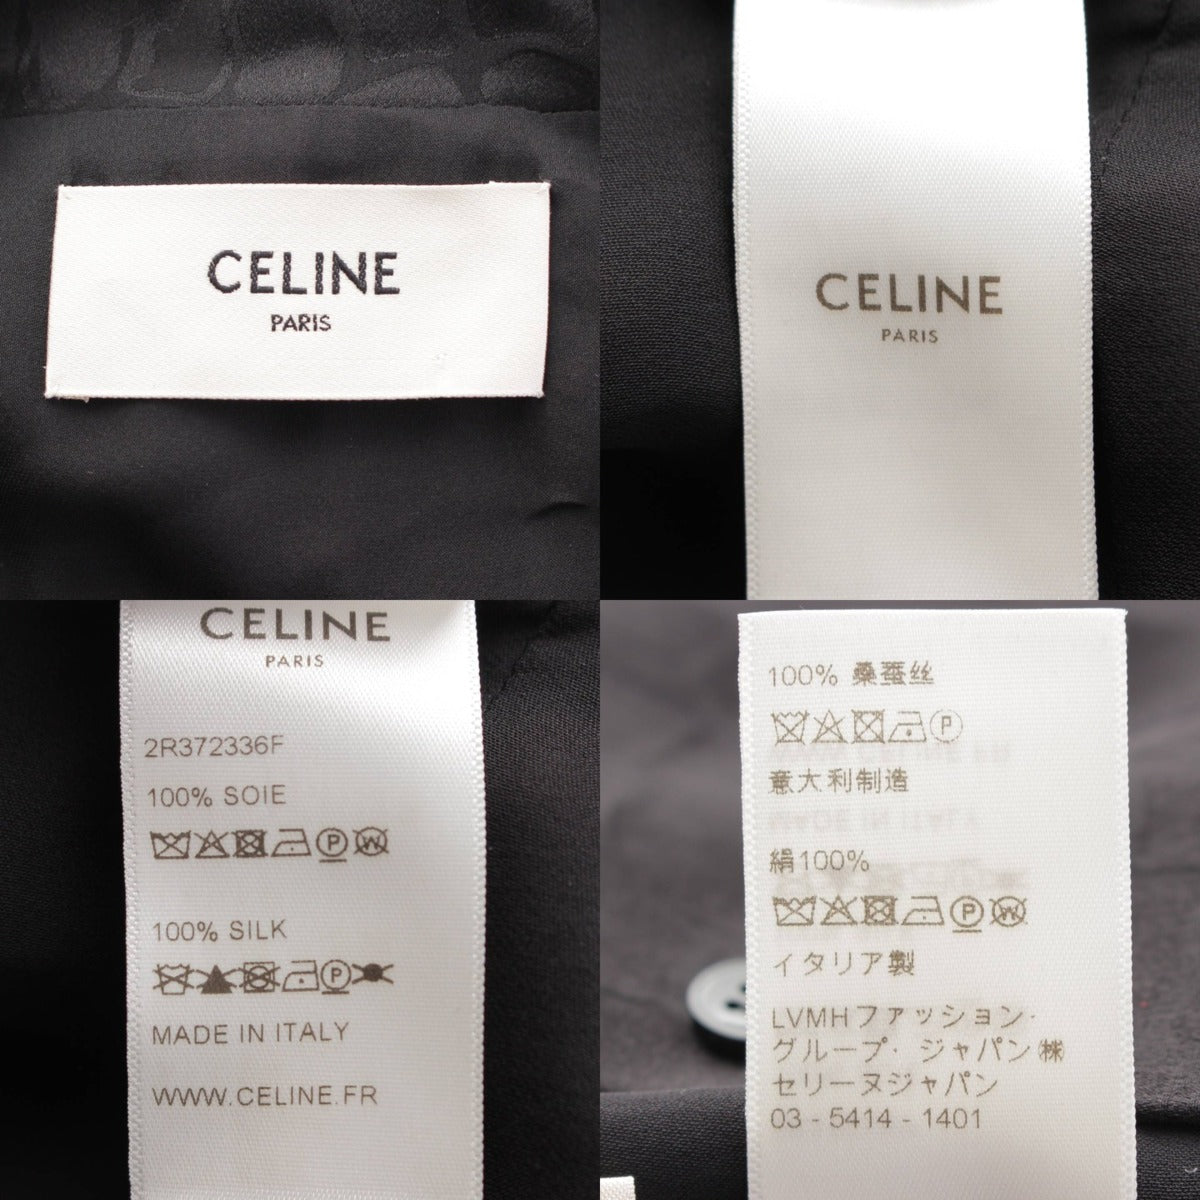 CELINE
PARIS
CELINE
PARIS
CELINE
PARIS
2R372336F
100% SOIE
100% SILK
MADE IN ITALY
WWW.CELINE.FR
100% 桑蚕丝
意大利制造
絹100%
イタリア製
LVMHファッション・
グループ・ジャパン㈱
セリーヌジャパン
03 - 5414 - 1401